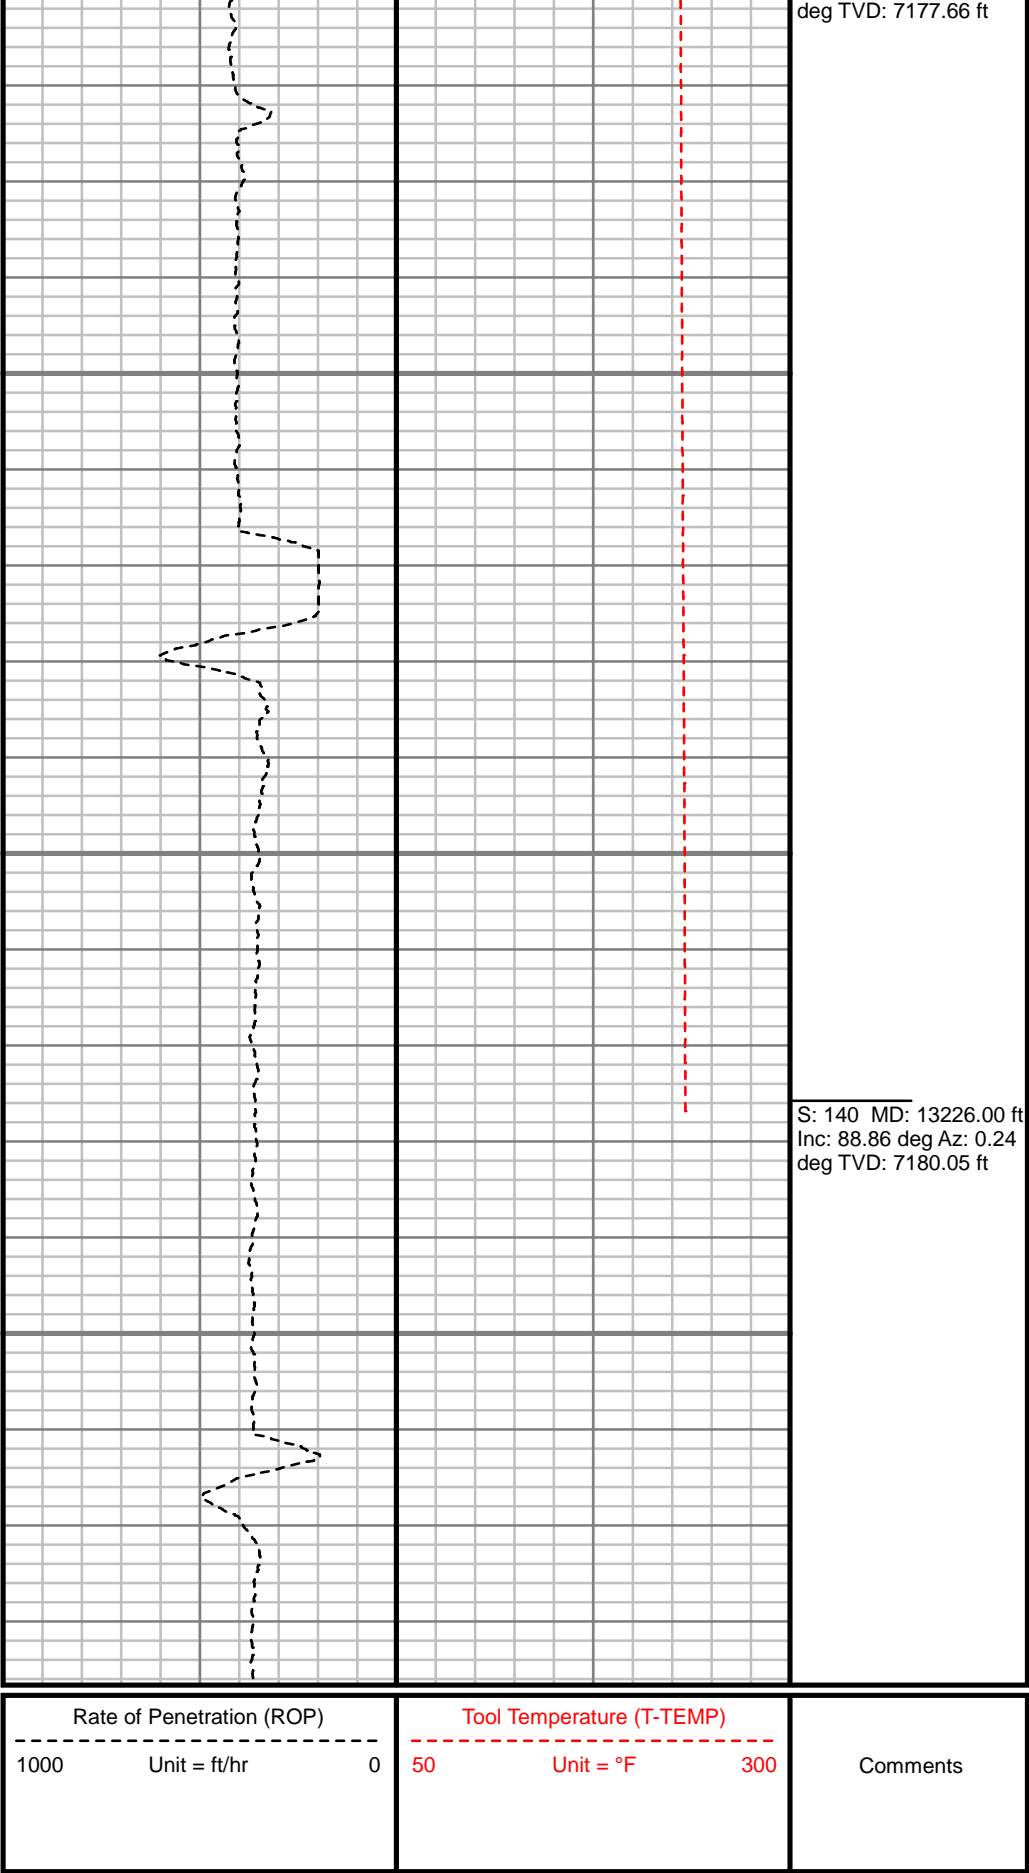 deg TVD: 7177.66 ft
S: 140 MD: 13226.00 ft
Inc: 88.86 deg Az: 0.24
deg TVD: 7180.05 ft
Rate of Penetration (ROP)
1000 Unit = ft/hr 0
Tool Temperature (T-TEMP)
50 Unit = °F 300
Comments